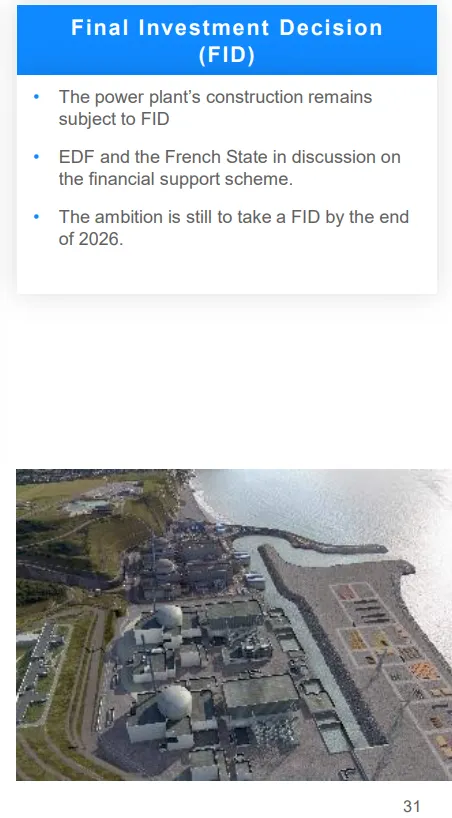 Final Investment Decision
(FID)
• The power plant’s construction remains
subject to FID
• EDF and the French State in discussion on
the financial support scheme.
• The ambition is still to take a FID by the end
of 2026.
31